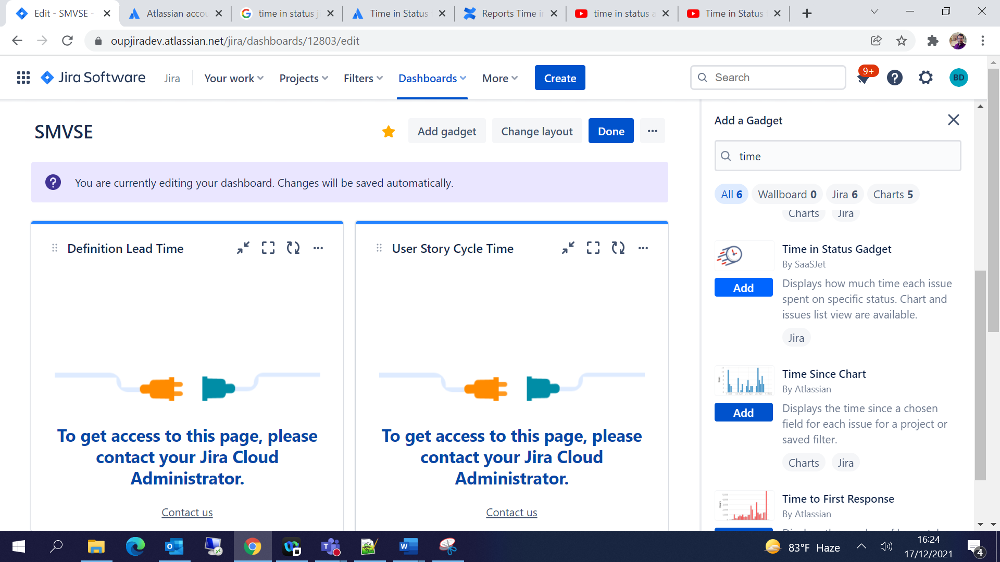 Edit - SMVSE -
Atlassian accou
time in status ji
Time in Status
Reports Time in
time in status a
Time in Status
oupjiradev.atlassian.net/jira/dashboards/12803/edit
Jira Software
Jira
Your work
Projects
Filters
Dashboards
More
Create
Search
9+
BD
SMVSE
Add gadget
Change layout
Done
You are currently editing your dashboard. Changes will be saved automatically.
Definition Lead Time
To get access to this page, please
contact your Jira Cloud
Administrator.
Contact us
User Story Cycle Time
To get access to this page, please
contact your Jira Cloud
Administrator.
Contact us
Add a Gadget
time
All 6
Wallboard 0
Jira 6
Charts 5
Charts
Jira
Time in Status Gadget
By SaaSJet
Add
Displays how much time each issue
spent on specific status. Chart and
issues list view are available.
Jira
Time Since Chart
By Atlassian
Add
Displays the time since a chosen
field for each issue for a project or
saved filter.
Charts
Jira
Time to First Response
By Atlassian
83°F Haze
16:24
17/12/2021
4